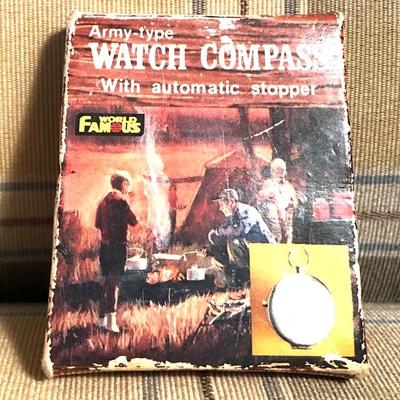 Army-type
WATCH COMPASS
With automatic stopper
WORLD
FAMOUS